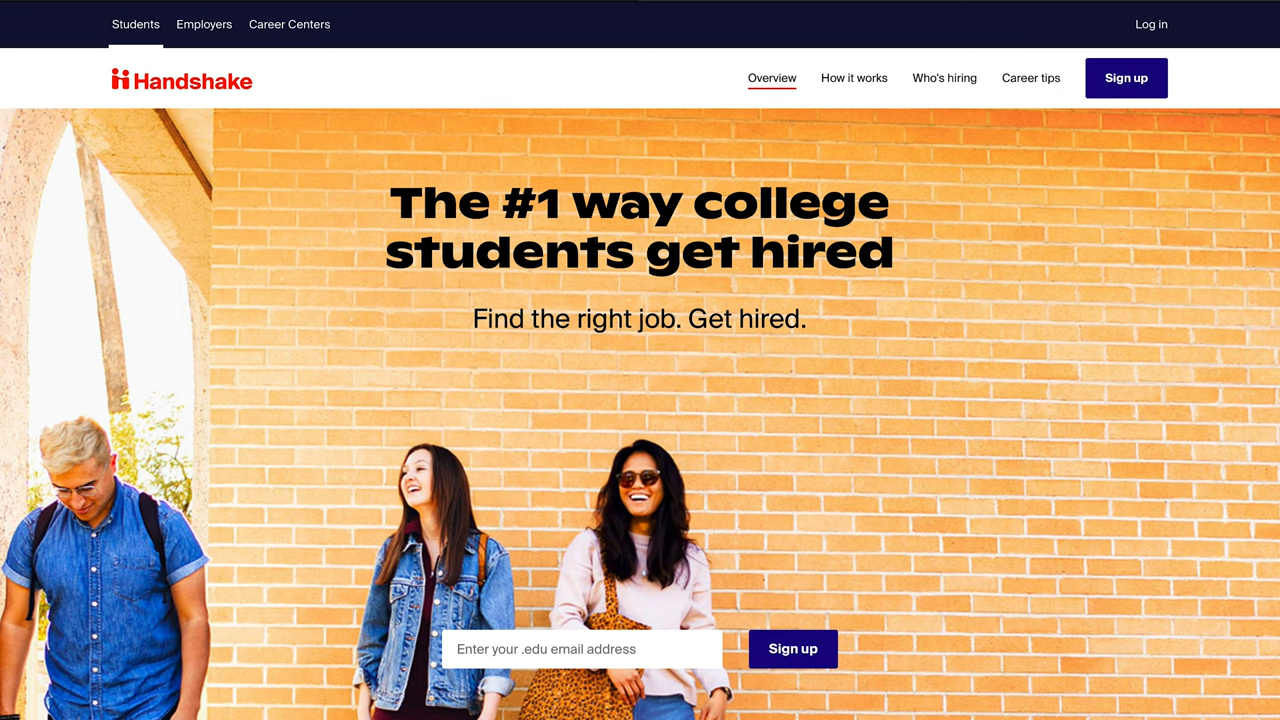 Students Employers Career Centers Log in
Handshake Overview How it works Who's hiring Career tips Sign up
The #1 way college
students get hired
Find the right job. Get hired.
Enter your .edu email address Sign up